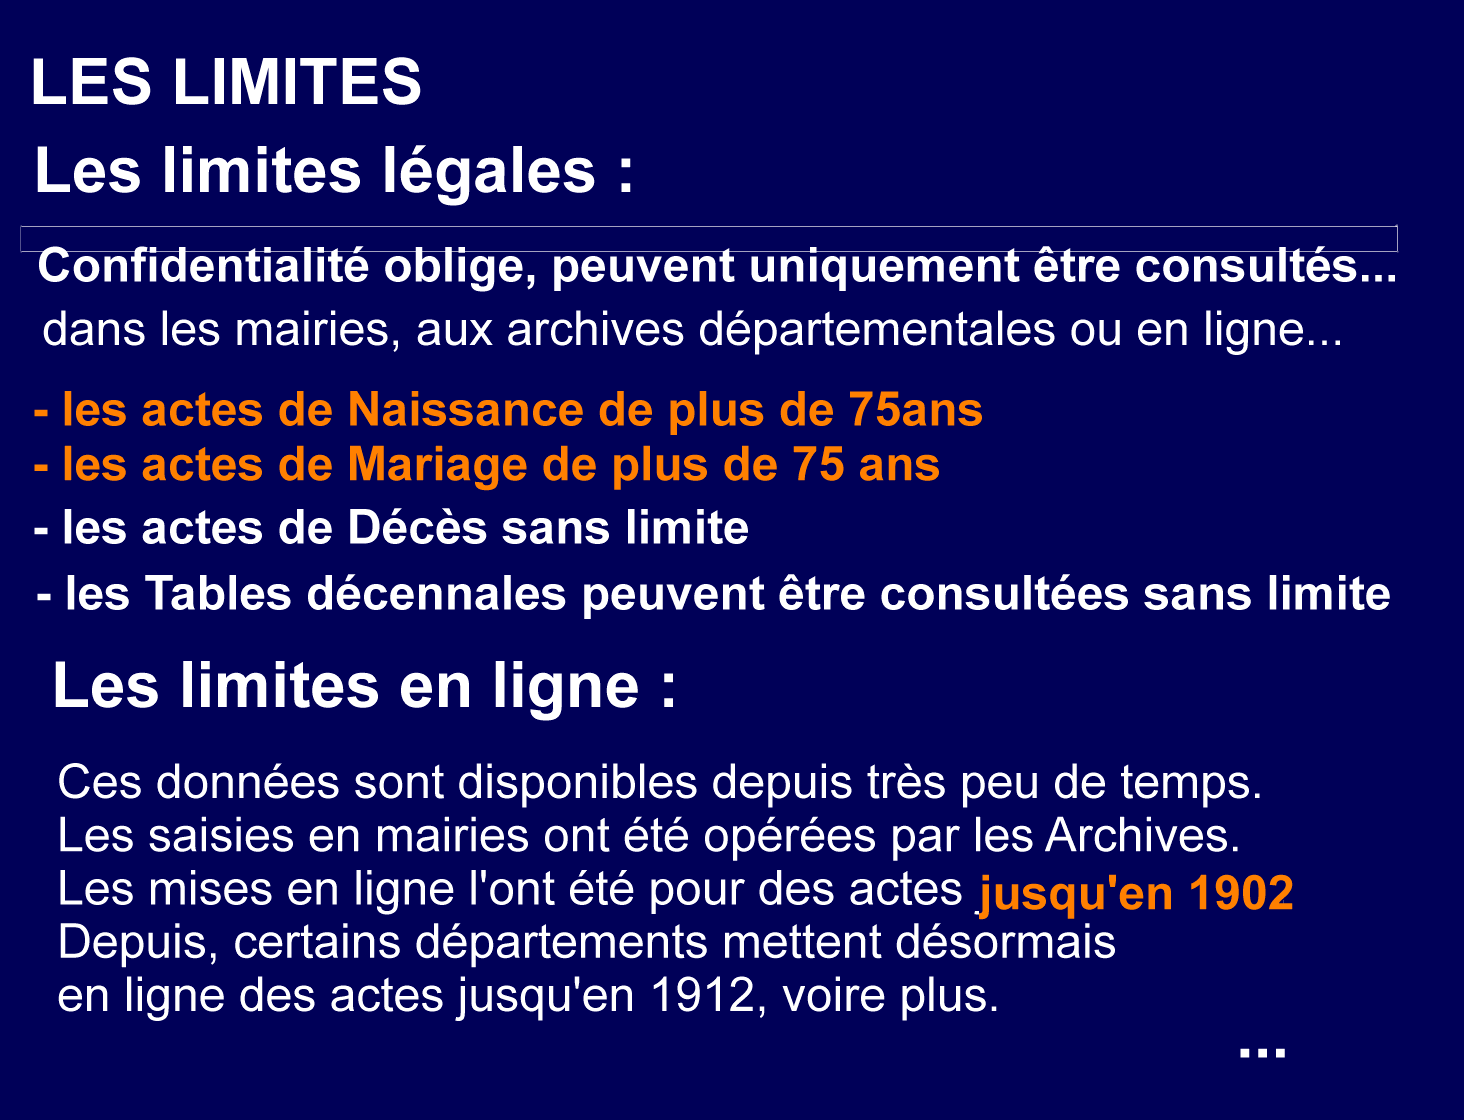 LES LIMITES
Les limites légales :
Confidentialité oblige, peuvent uniquement être consultés...
dans les mairies, aux archives départementales ou en ligne...
- les actes de Naissance de plus de 75ans
- les actes de Mariage de plus de 75 ans
- les actes de Décès sans limite
- les Tables décennales peuvent être consultées sans limite
Les limites en ligne :
Ces données sont disponibles depuis très peu de temps.
Les saisies en mairies ont été opérées par les Archives.
Les mises en ligne l'ont été pour des actes jusqu'en 1902
Depuis, certains départements mettent désormais
en ligne des actes jusqu'en 1912, voire plus.
...